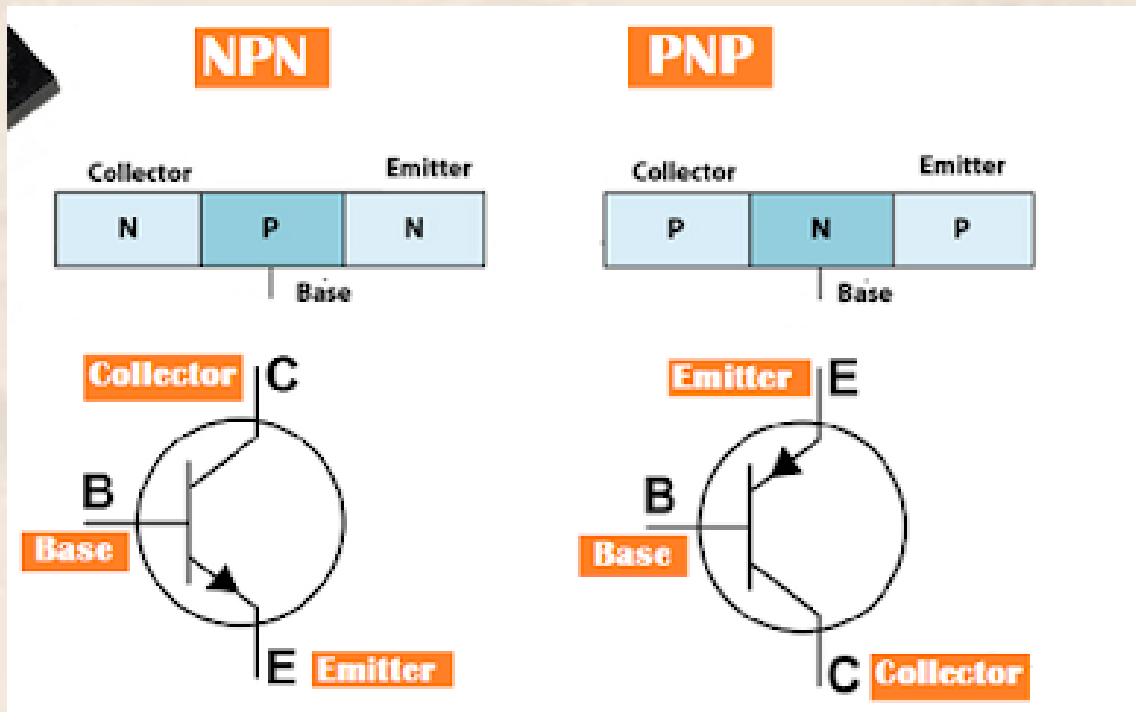 NPN
PNP
Collector
Emitter
Collector
Emitter
N
P
N
P
N
P
Base
Base
Collector C
Emitter E
B
B
Base
Base
E Emitter
C Collector